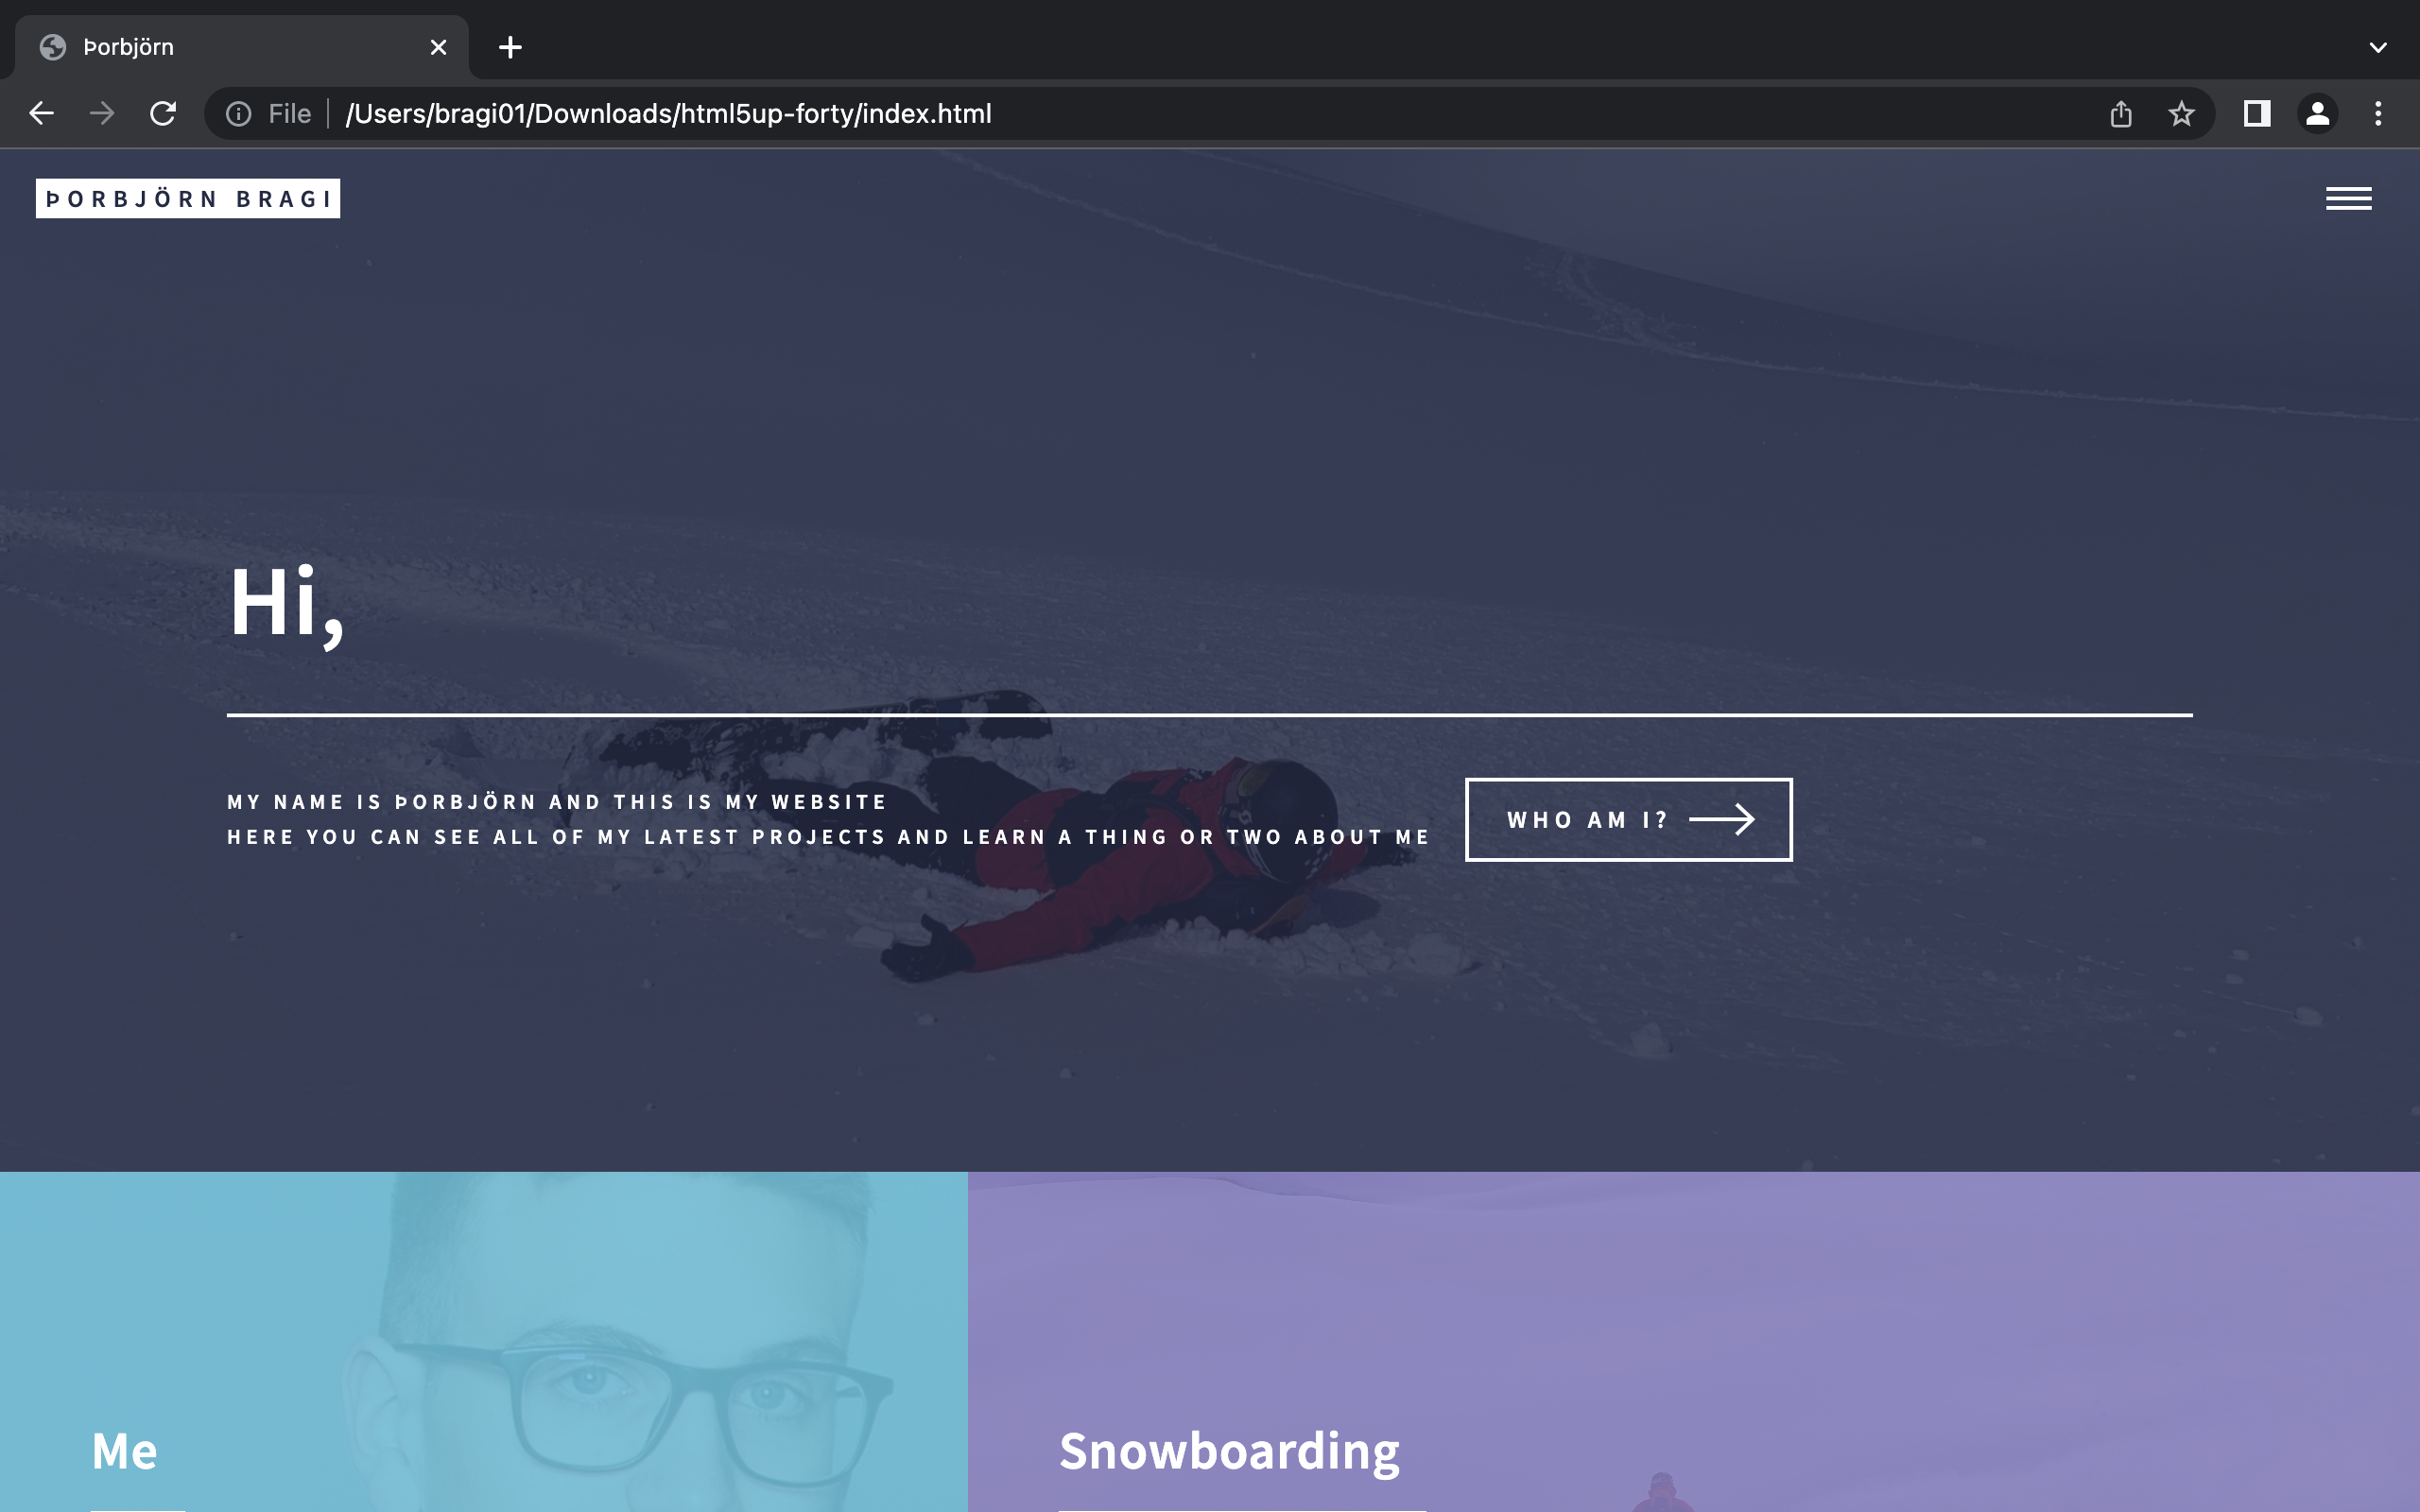 Þorbjörn
File /Users/bragi01/Downloads/html5up-forty/index.html
ÞORBJÖRN BRAGI
Hi,
MY NAME IS ÞORBJÖRN AND THIS IS MY WEBSITE
HERE YOU CAN SEE ALL OF MY LATEST PROJECTS AND LEARN A THING OR TWO ABOUT ME
WHO AM I?
Me
Snowboarding